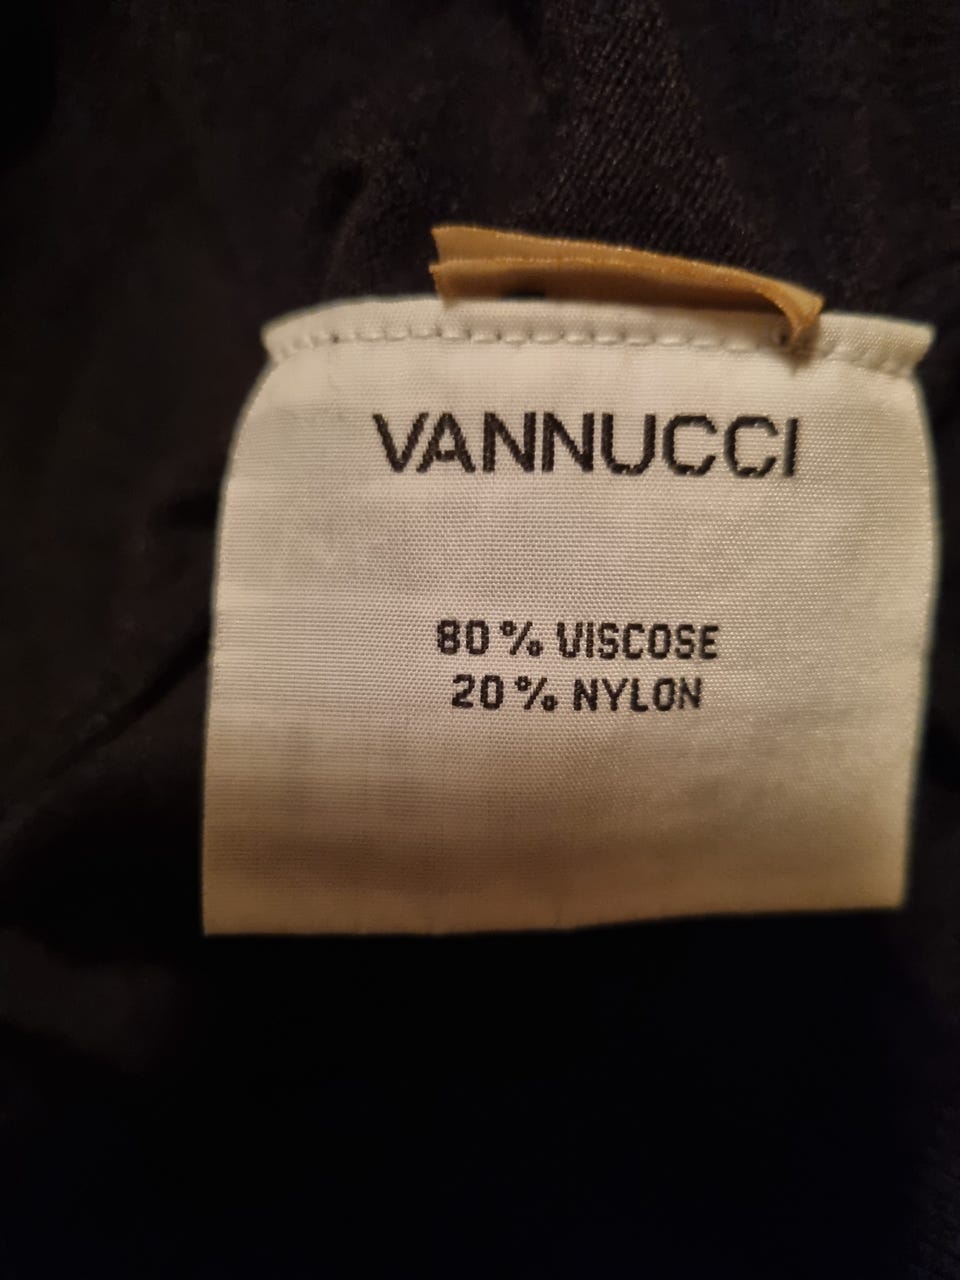 VANNUCCI
80% VISCOSE
20% NYLON